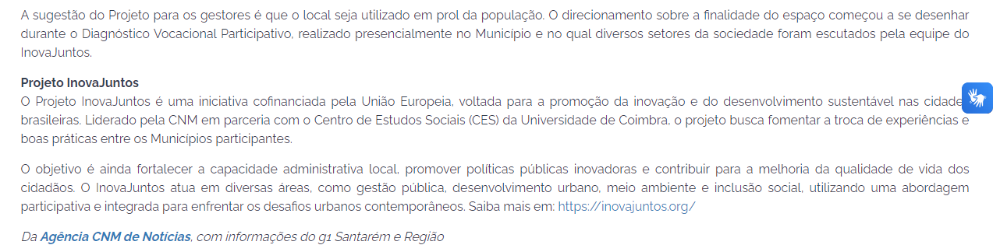 A sugestão do Projeto para os gestores é que o local seja utilizado em prol da população. O direcionamento sobre a finalidade do espaço começou a se desenhar
durante o Diagnóstico Vocacional Participativo, realizado presencialmente no Município e no qual diversos setores da sociedade foram escutados pela equipe do
InovaJuntos.
Projeto InovaJuntos
O Projeto InovaJuntos é uma iniciativa cofinanciada pela União Europeia, voltada para a promoção da inovação e do desenvolvimento sustentável nas cidade
brasileiras. Liderado pela CNM em parceria com o Centro de Estudos Sociais (CES) da Universidade de Coimbra, o projeto busca fomentar a troca de experiências e
boas práticas entre os Municípios participantes.
O objetivo é ainda fortalecer a capacidade administrativa local, promover políticas públicas inovadoras e contribuir para a melhoria da qualidade de vida dos
cidadãos. O InovaJuntos atua em diversas áreas, como gestão pública, desenvolvimento urbano, meio ambiente e inclusão social, utilizando uma abordagem
participativa e integrada para enfrentar os desafios urbanos contemporâneos. Saiba mais em: https://inovajuntos.org/
Da Agência CNM de Notícias, com informações do g1 Santarém e Região